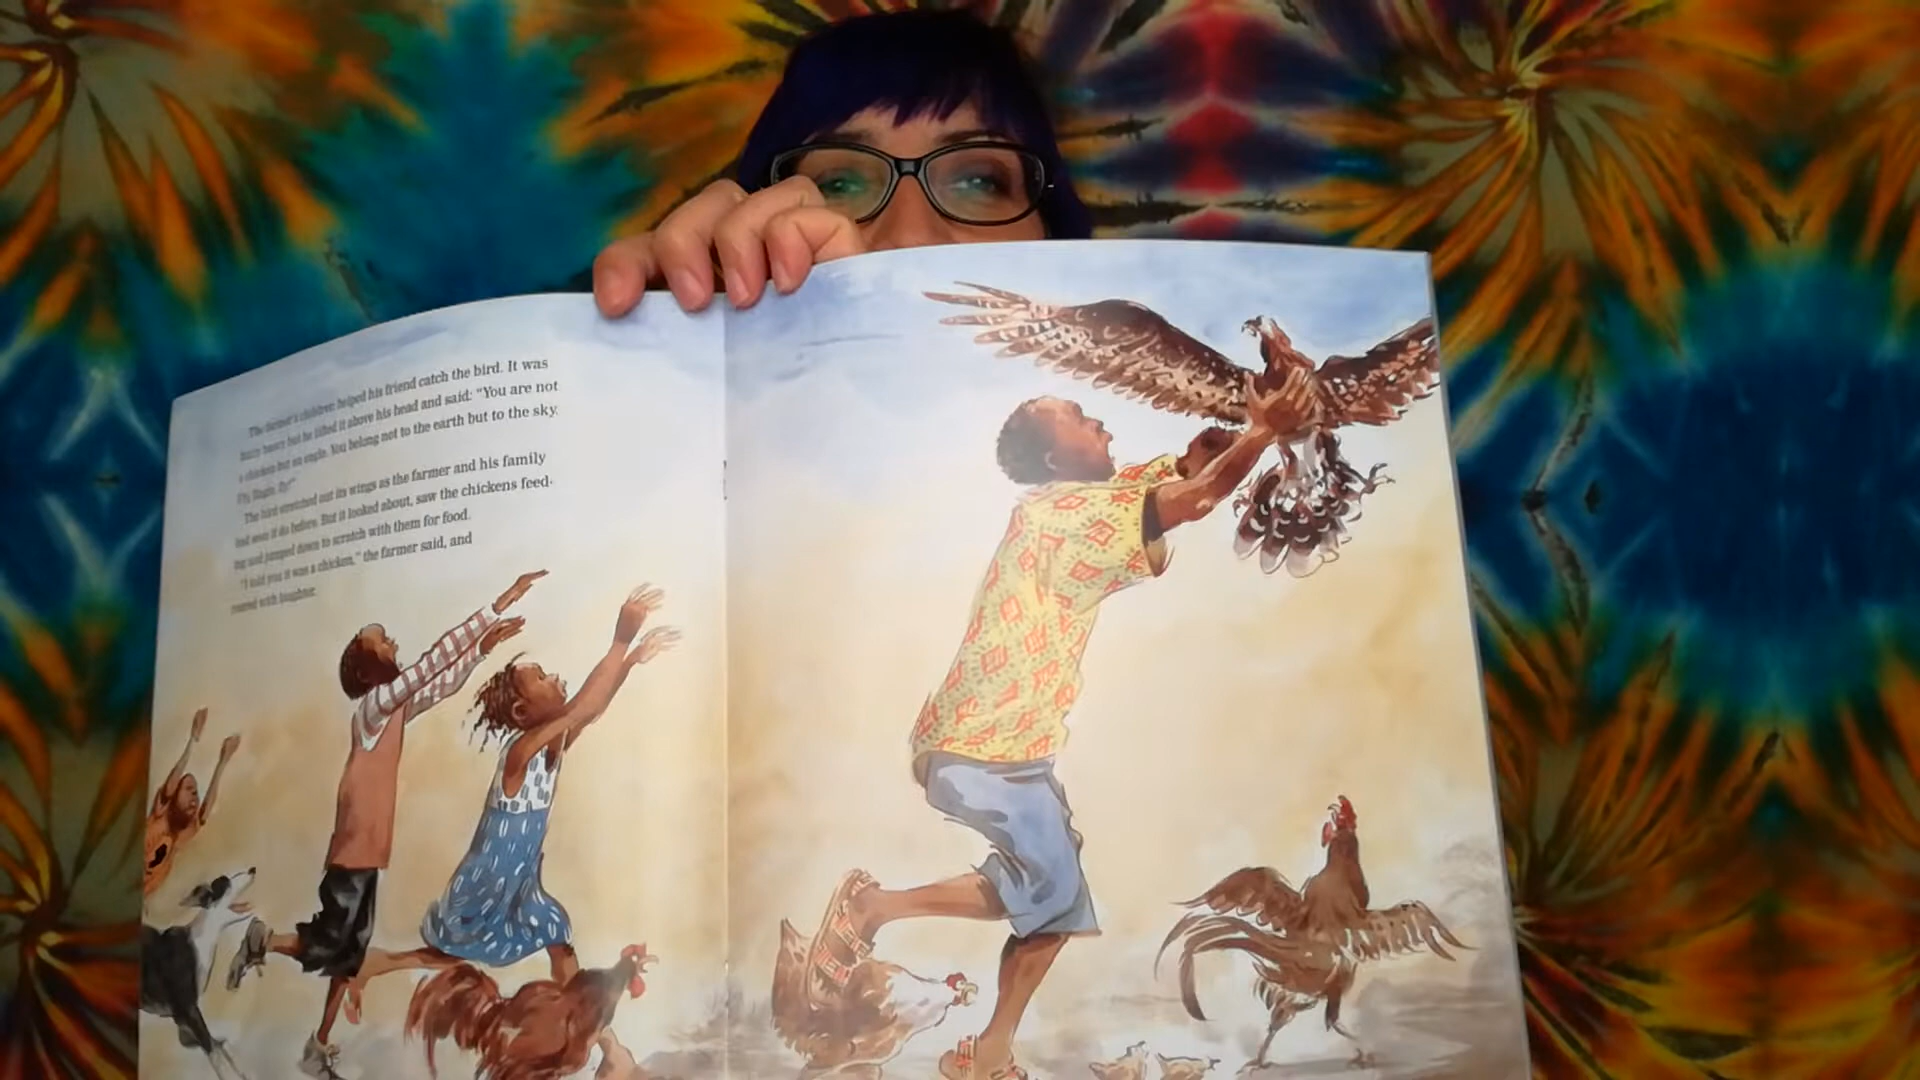 The farmer's children helped his friend catch the bird. It was
fairly heavy but he lifted it above his head and said: "You are not
a chicken but an eagle. You belong not to the earth but to the sky.
Fly, Eagle, fly!"
The bird stretched out its wings as the farmer and his family
had seen it do before. But it looked about, saw the chickens feed-
ing and jumped down to scratch with them for food.
"I told you it was a chicken," the farmer said, and
roared with laughter.